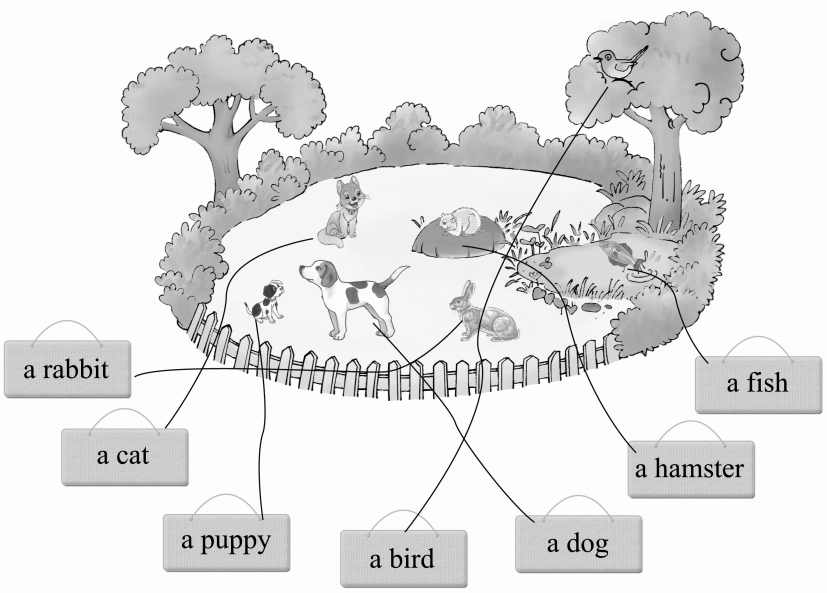 a rabbit
a fish
a cat
a hamster
a puppy
a bird
a dog